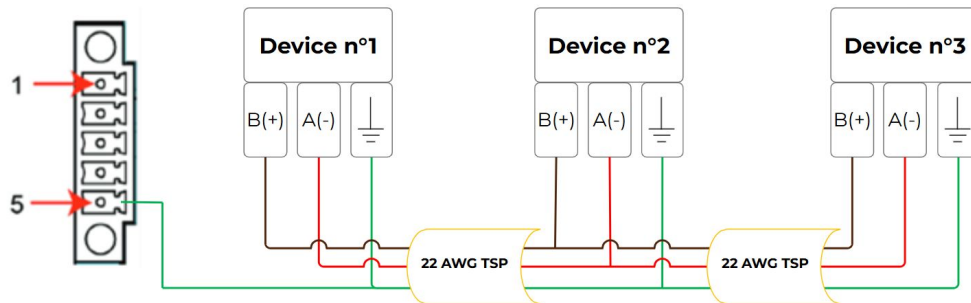 Device n°1
Device n°2
Device n°3
1
B(+) A(-)
B(+) A(-)
B(+) A(-)
5
22 AWG TSP
22 AWG TSP